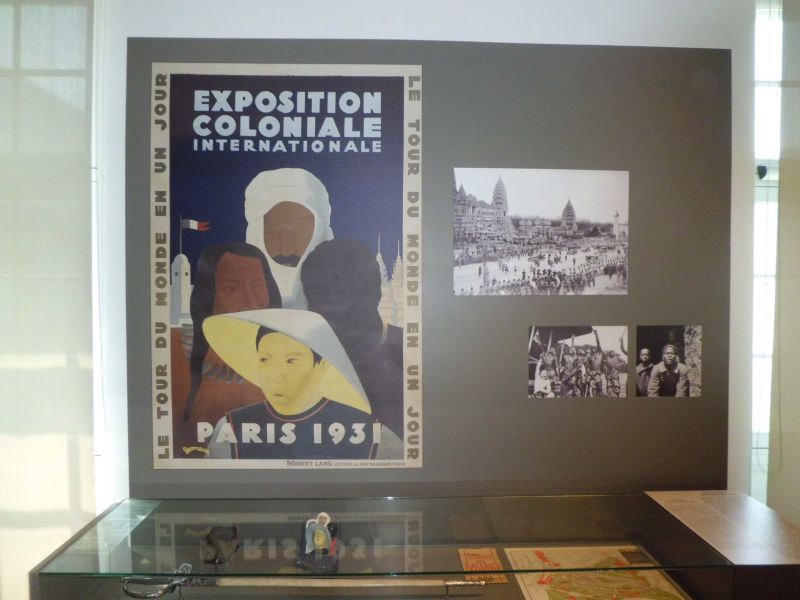 EXPOSITION
COLONIALE
INTERNATIONALE
LE TOUR DU MONDE EN UN JOUR
LE TOUR DU MONDE EN UN JOUR
PARIS 1931
ROBERT LANG